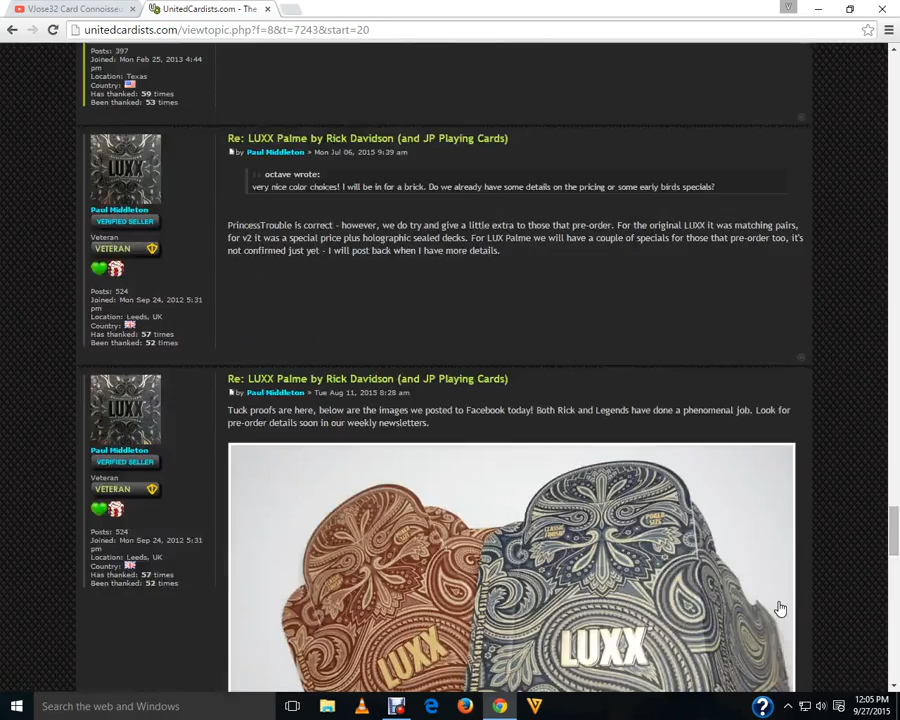 VJose32 Card Connoisseu
UnitedCardists.com - The
unitedcardists.com/viewtopic.php?f=8&t=7243&start=20
Posts: 397
Joined: Mon Feb 25, 2013 4:44
pm
Location: Texas
Country:
Has thanked: 59 times
Been thanked: 53 times
LUXX
Paul Middleton
VERIFIED SELLER
Veteran
VETERAN
Posts: 524
Joined: Mon Sep 24, 2012 5:31
pm
Location: Leeds, UK
Country:
Has thanked: 57 times
Been thanked: 52 times
Re: LUXX Palme by Rick Davidson (and JP Playing Cards)
by Paul Middleton » Mon Jul 06, 2015 9:39 am
octave wrote:
very nice color choices! I will be in for a brick. Do we already have some details on the pricing or some early birds specials?
PrincessTrouble is correct - however, we do try and give a little extra to those that pre-order. For the original LUXX it was matching pairs,
for v2 it was a special price plus holographic sealed decks. For LUX Palme we will have a couple of specials for those that pre-order too, it's
not confirmed just yet - I will post back when I have more details.
LUXX
Paul Middleton
VERIFIED SELLER
Veteran
VETERAN
Posts: 524
Joined: Mon Sep 24, 2012 5:31
pm
Location: Leeds, UK
Country:
Has thanked: 57 times
Been thanked: 52 times
Re: LUXX Palme by Rick Davidson (and JP Playing Cards)
by Paul Middleton » Tue Aug 11, 2015 8:28 am
Tuck proofs are here, below are the images we posted to Facebook today! Both Rick and Legends have done a phenomenal job. Look for
pre-order details soon in our weekly newsletters.
CLASSIC FINISH
POKER SIZE
LUXX
LUXX
Search the web and Windows
12:05 PM
9/27/2015